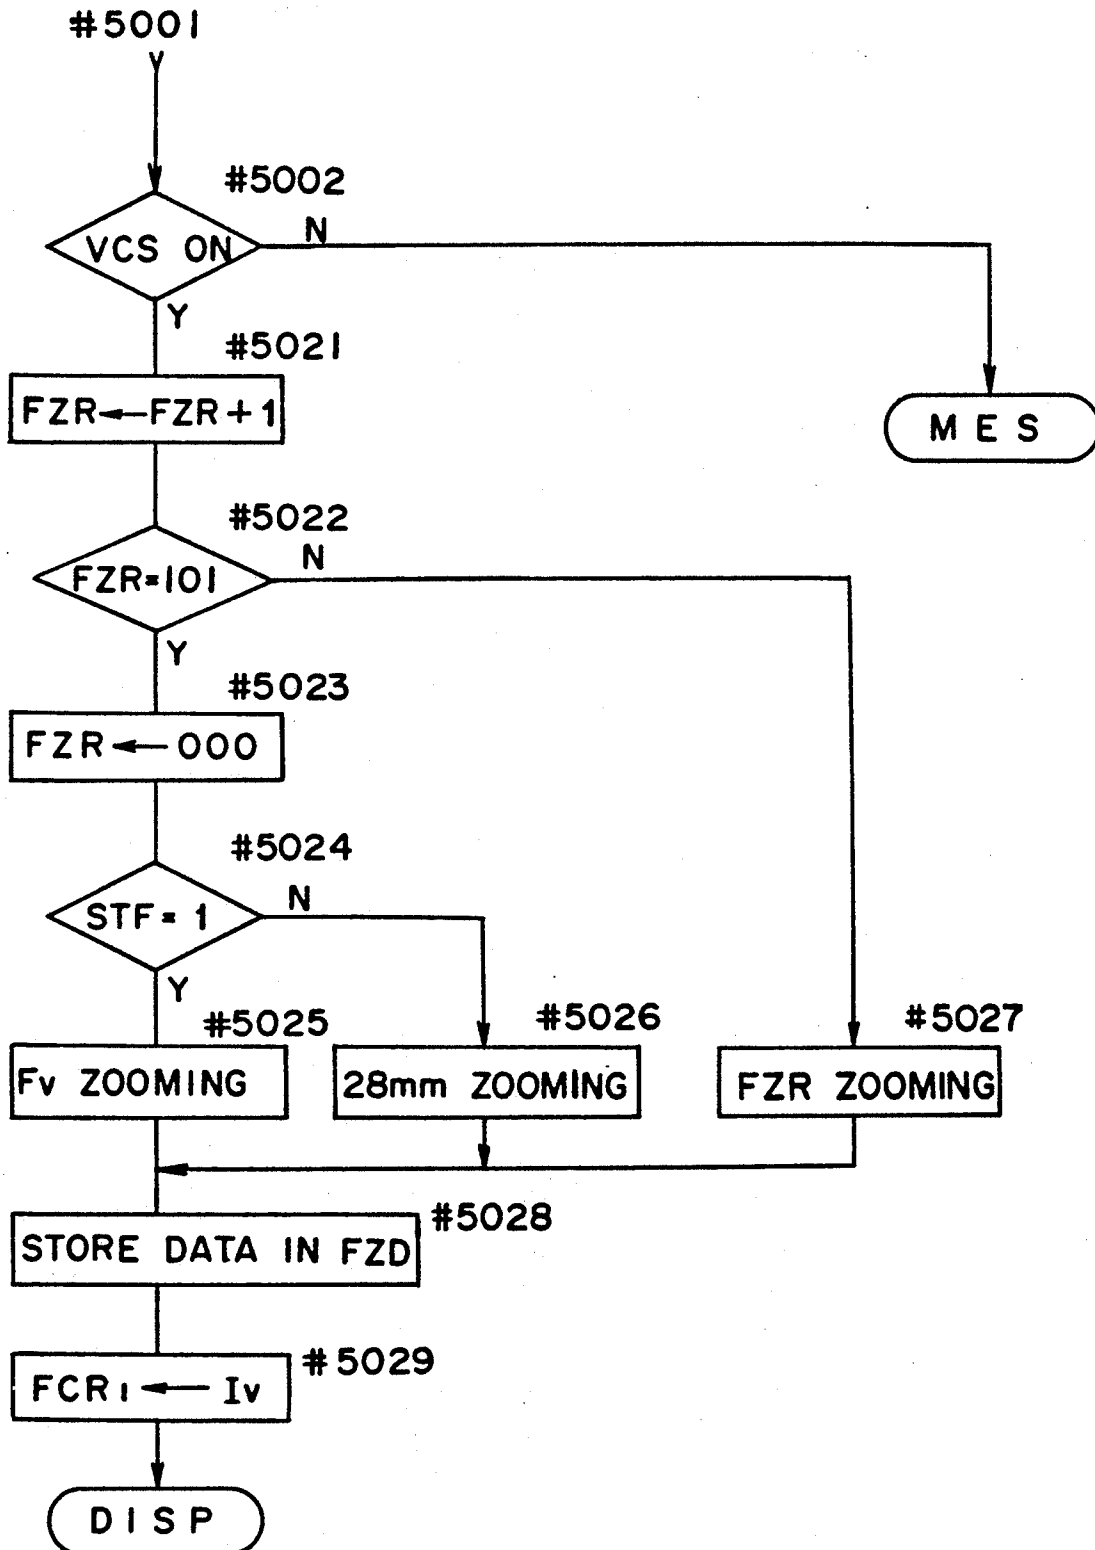 #5001
Y
#5002
VCS ON
N
Y
#5021
FZR←FZR+1
MES
#5022
FZR=101
N
Y
#5023
FZR←000
#5024
STF=1
N
Y
#5025
Fv ZOOMING
#5026
28mm ZOOMING
#5027
FZR ZOOMING
#5028
STORE DATA IN FZD
#5029
FCR1←Iv
DISP